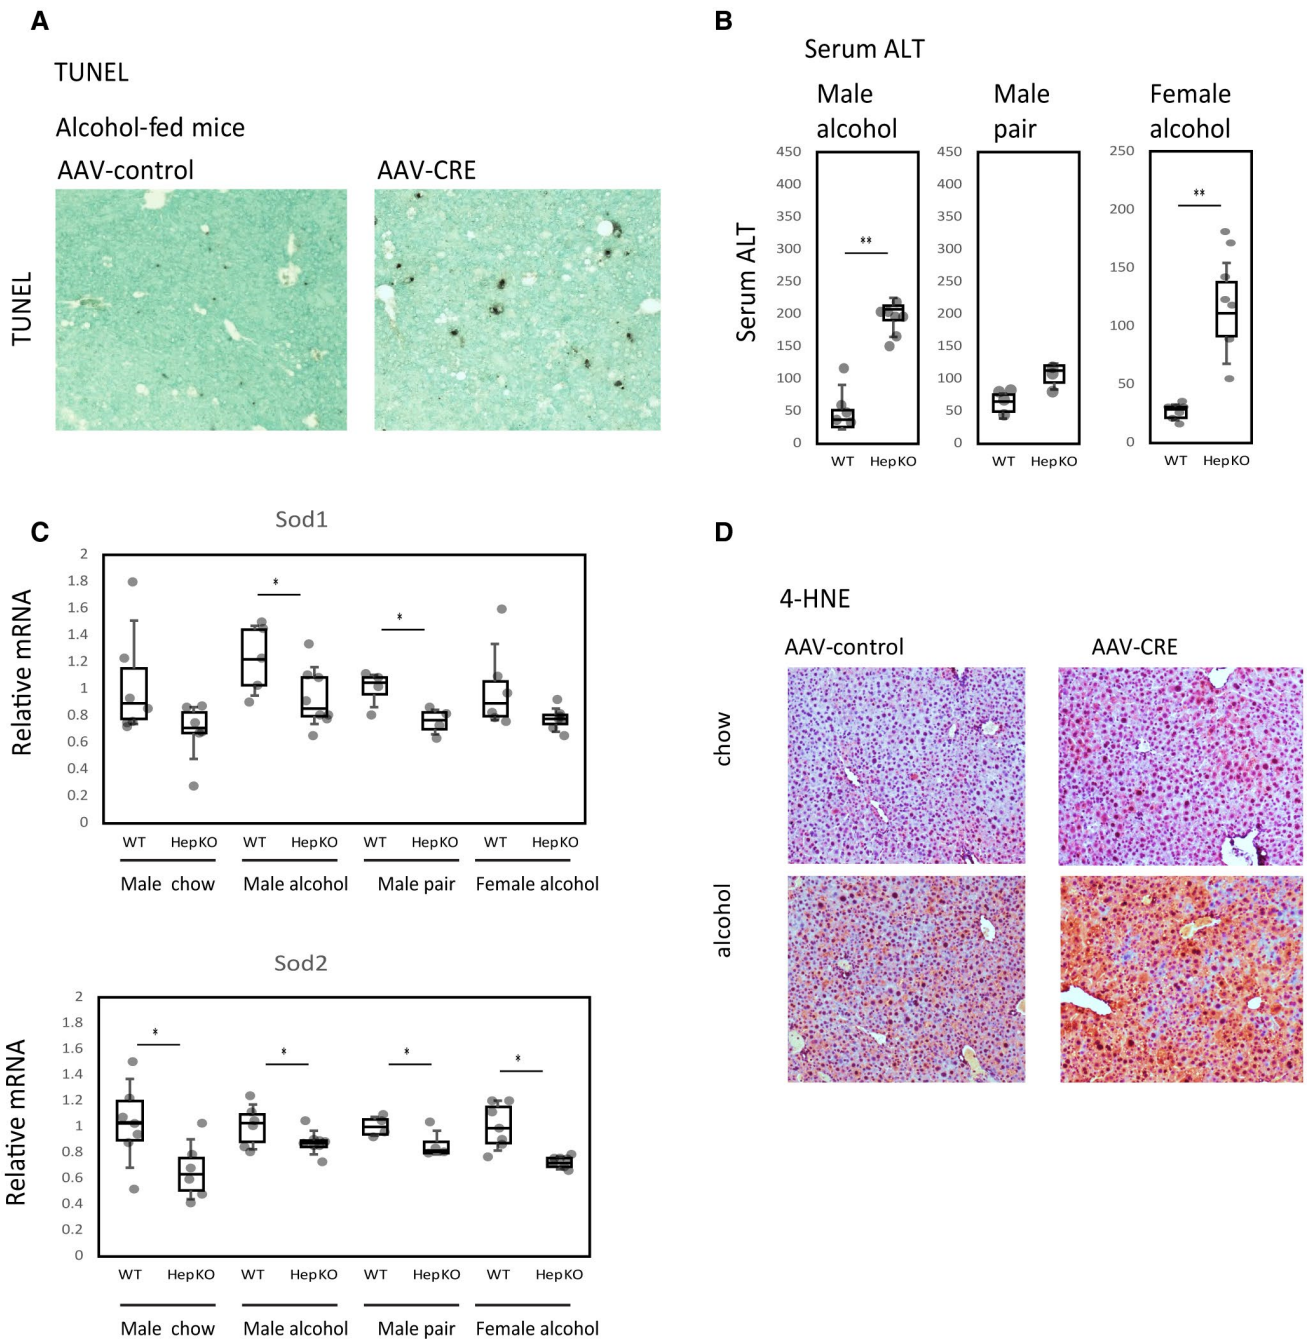 A
TUNEL
Alcohol-fed mice
AAV-control
AAV-CRE
TUNEL
B
Serum ALT
Male
alcohol
Male
pair
Female
alcohol
Serum ALT
450
400
350
300
250
200
150
100
50
0
**
WT
HepKO
450
400
350
300
250
200
150
100
50
0
WT
HepKO
250
200
150
100
50
0
**
WT
HepKO
C
Sod1
Relative mRNA
2
1.8
1.6
1.4
1.2
1
0.8
0.6
0.4
0.2
0
*
*
WT HepKO WT HepKO WT HepKO WT HepKO
Male chow Male alcohol Male pair Female alcohol
Sod2
Relative mRNA
2
1.8
1.6
1.4
1.2
1
0.8
0.6
0.4
0.2
0
*
*
*
*
WT HepKO WT HepKO WT HepKO WT HepKO
Male chow Male alcohol Male pair Female alcohol
D
4-HNE
AAV-control
AAV-CRE
chow
alcohol